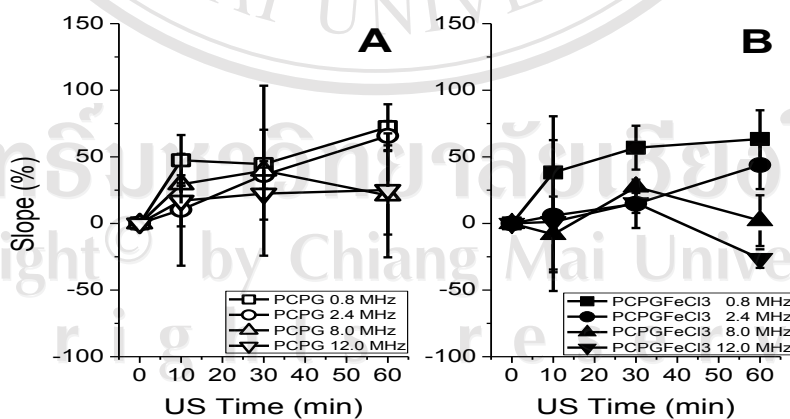 UNIV
A
B
150
100
50
0
-50
-100
Slope (%)
PCPG 0.8 MHz
PCPG 2.4 MHz
PCPG 8.0 MHz
PCPG 12.0 MHz
0 10 20 30 40 50 60
US Time (min)
150
100
50
0
-50
-100
PCPGFeCl3 0.8 MHz
PCPGFeCl3 2.4 MHz
PCPGFeCl3 8.0 MHz
PCPGFeCl3 12.0 MHz
0 10 20 30 40 50 60
US Time (min)
by Chiang Mai Univer